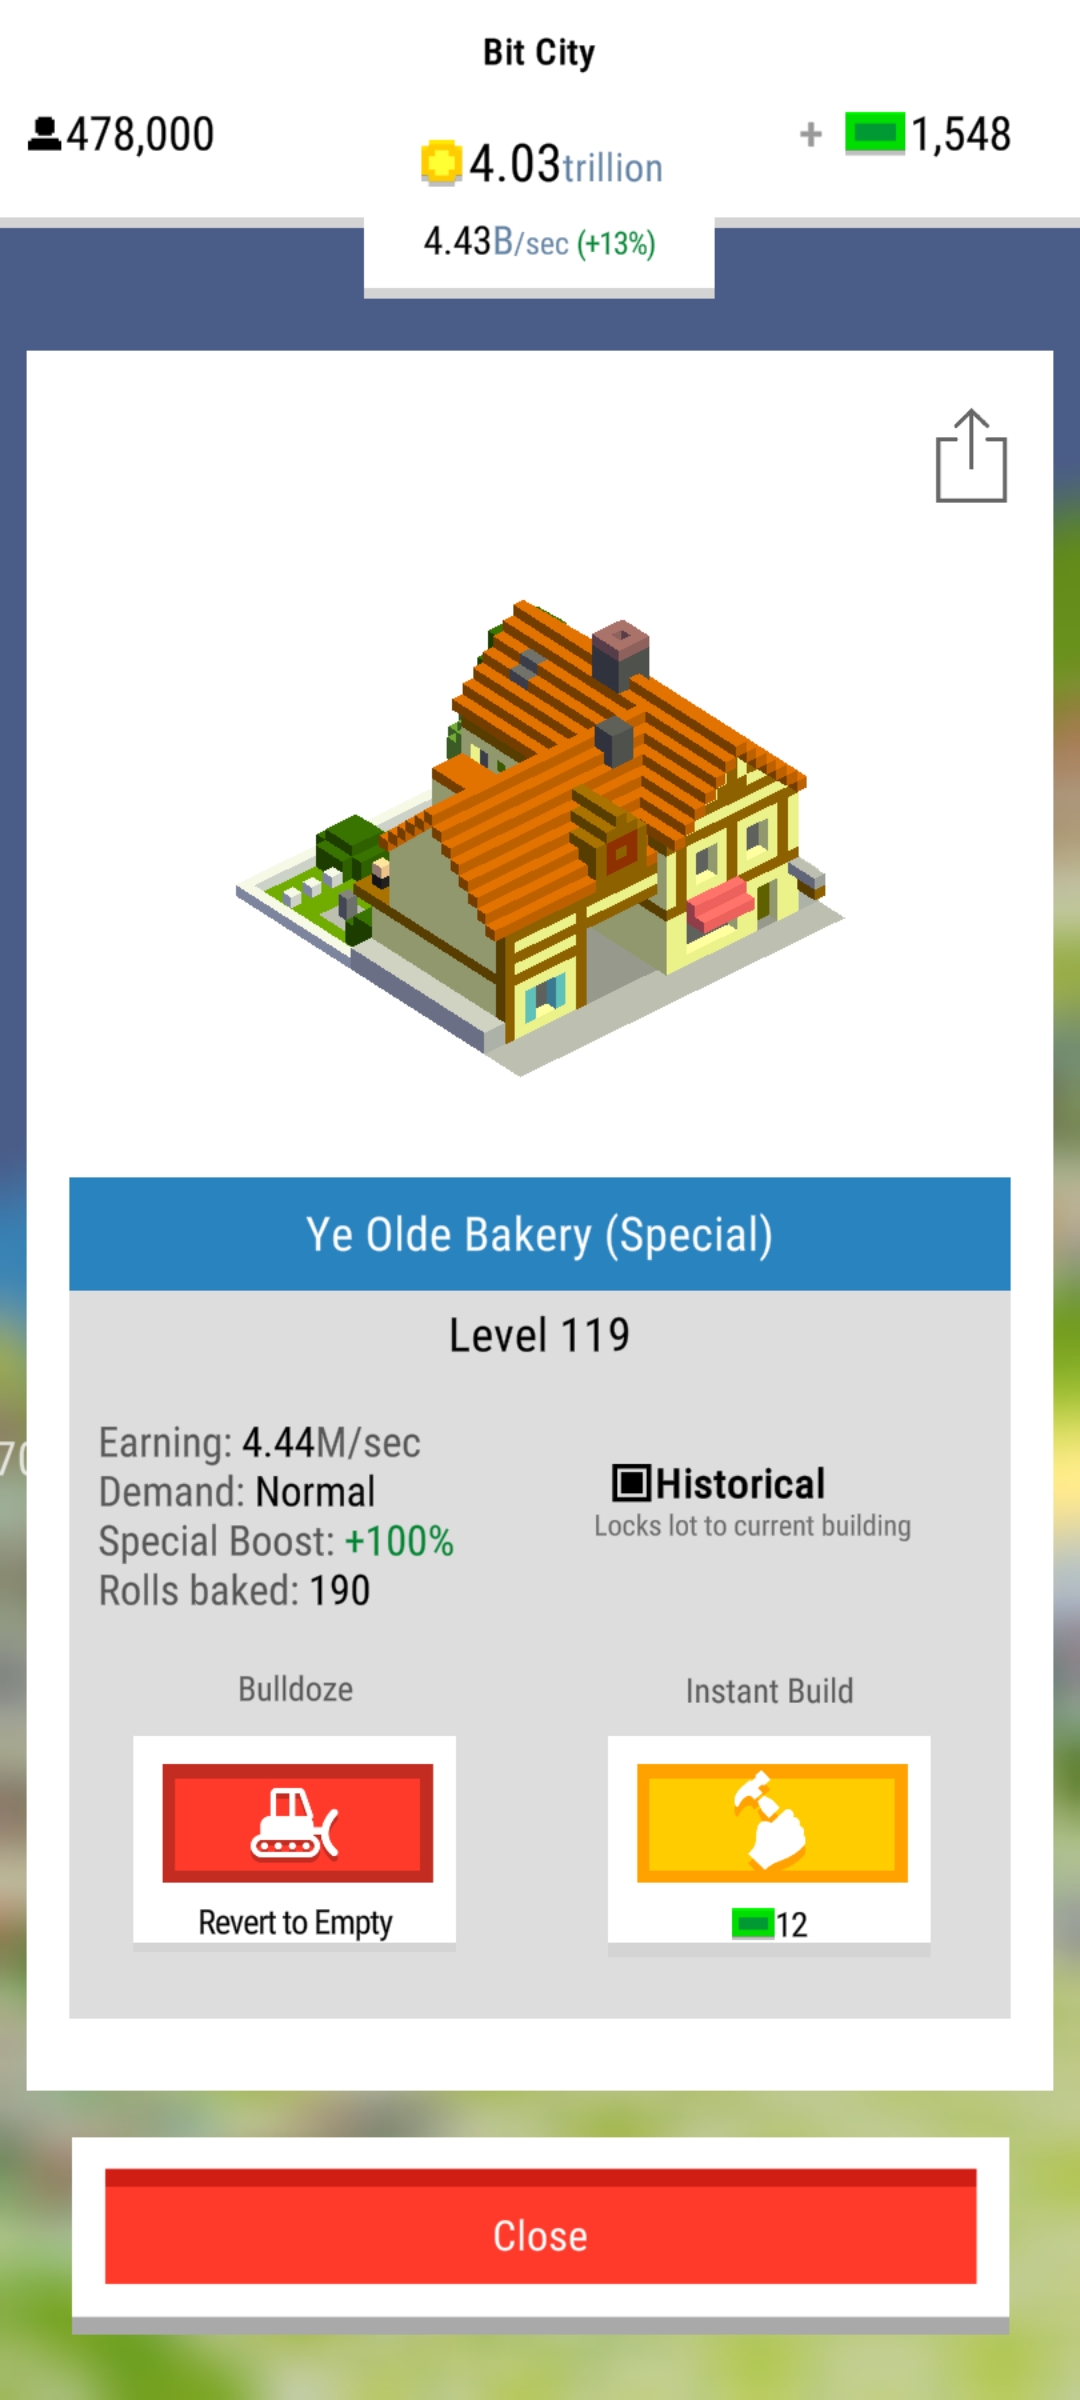 Bit City
478,000
4.03trillion
+ 1,548
4.43B/sec (+13%)
Ye Olde Bakery (Special)
Level 119
Earning: 4.44M/sec
Demand: Normal
Special Boost: +100%
Rolls baked: 190
Historical
Locks lot to current building
70
Bulldoze
Instant Build
Revert to Empty
12
Close